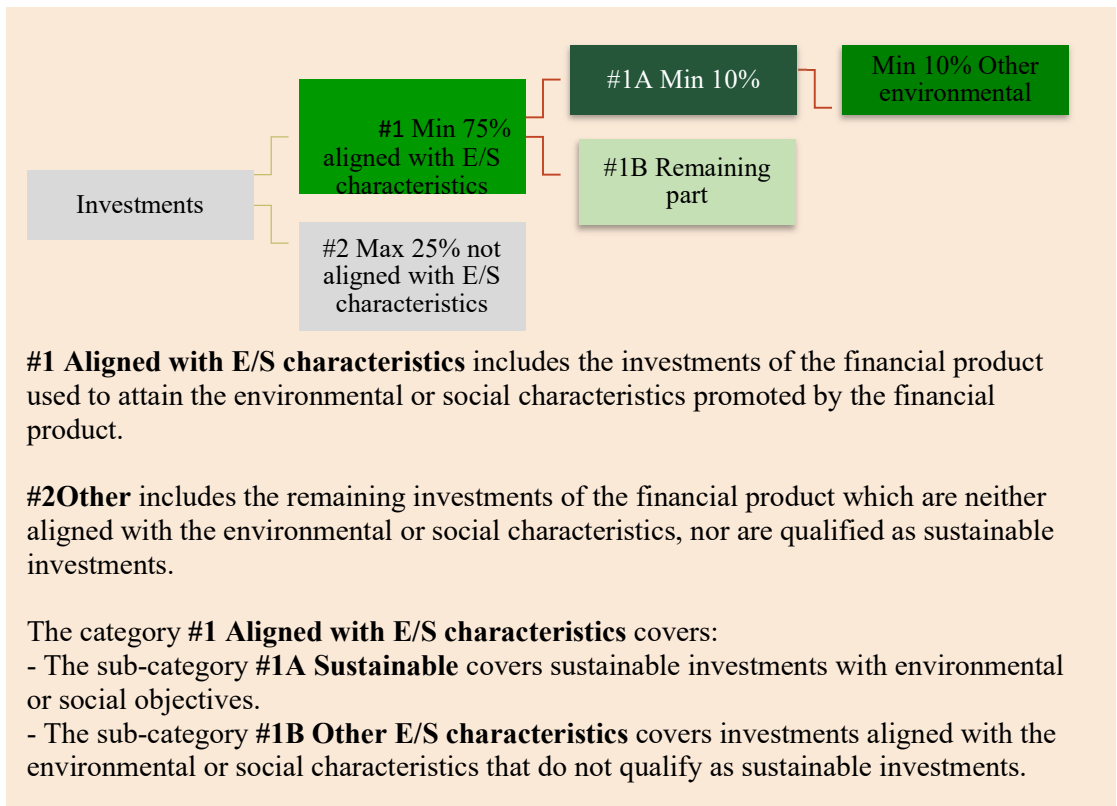 Investments
#1 Min 75%
aligned with E/S
characteristics
#2 Max 25% not
aligned with E/S
characteristics
#1A Min 10%
#1B Remaining
part
Min 10% Other
environmental
#1 Aligned with E/S characteristics includes the investments of the financial product
used to attain the environmental or social characteristics promoted by the financial
product.
#2Other includes the remaining investments of the financial product which are neither
aligned with the environmental or social characteristics, nor are qualified as sustainable
investments.
The category #1 Aligned with E/S characteristics covers:
- The sub-category #1A Sustainable covers sustainable investments with environmental
or social objectives.
- The sub-category #1B Other E/S characteristics covers investments aligned with the
environmental or social characteristics that do not qualify as sustainable investments.